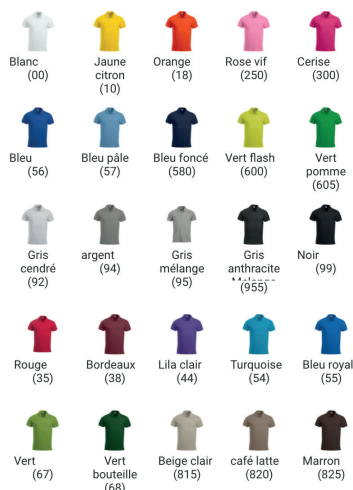 Blanc Jaune Orange Rose vif Cerise
(00) citron (18) (250) (300)
(10)
Bleu Bleu pâle Bleu foncé Vert flash Vert
(56) (57) (580) (600) pomme
(605)
Gris argent Gris Gris Noir
cendré (94) mélange anthracite (99)
(92) (95) Melange
(955)
Rouge Bordeaux Lila clair Turquoise Bleu royal
(35) (38) (44) (54) (55)
Vert Vert Beige clair café latte Marron
(67) bouteille (815) (820) (825)
(68)